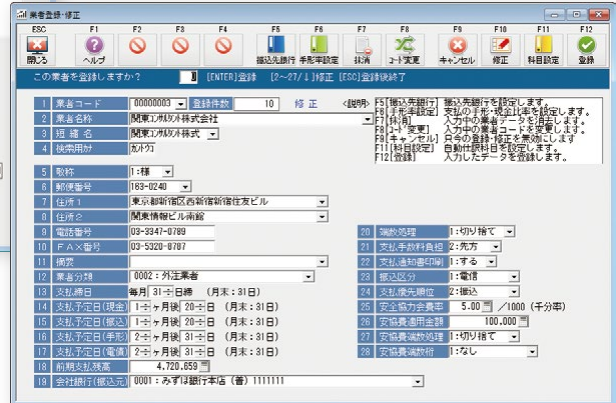 業者登録・修正
ESC F1 F2 F3 F4 F5 F6 F7 F8 F9 F10 F11 F12
閉じる ヘルプ 振込先銀行 手形率設定 抹消 コード変更 キャンセル 修正 科目設定 登録
この業者を登録しますか? [ENTER]登録 [2~27/↓]修正 [ESC]登録後終了
1 業者コード 00000003 登録件数 10 修 正 <説明> F5[振込先銀行] 振込先銀行を設定します。
2 業者名称 関東コンサルタント株式会社 F6[手形率設定] 支払の手形・現金比率を設定します。
3 短縮名 関東コンサルタント株式 F7[抹消] 入力中の業者データを消去します。
4 検索用カナ カントウコ F8[コード変更] 入力中の業者コードを変更します。
F9[キャンセル] 只今の登録・修正を無効にします
F11[科目設定] 自動仕訳科目を設定します。
F12[登録] 入力したデータを登録します。
5 敬称 1:様
6 郵便番号 163-0240
7 住所1 東京都新宿区西新宿新宿住友ビル
8 住所2 関東情報ビル南館
9 電話番号 03-3347-0789 20 端数処理 1:切り捨て
10 FAX番号 03-5320-8787 21 支払手数料負担 2:先方
11 摘要 22 支払通知書印刷 1:する
12 業者分類 0002:外注業者 23 振込区分 1:電信
13 支払締日 毎月 31 日締 (月末:31日) 24 支払優先順位 2:振込
14 支払予定日(現金) 1 ヶ月後 20 日 (月末:31日) 25 安全協力会費率 5.00 /1000 (千分率)
15 支払予定日(振込) 1 ヶ月後 20 日 (月末:31日) 26 安協費適用金額 100,000
16 支払予定日(手形) 2 ヶ月後 31 日 (月末:31日) 27 安協費端数処理 1:切り捨て
17 支払予定日(電債) 2 ヶ月後 31 日 (月末:31日) 28 安協費端数桁 1:なし
18 前期支払残高 4,720,659
19 会社銀行(振込元) 0001:みずほ銀行本店(普)1111111